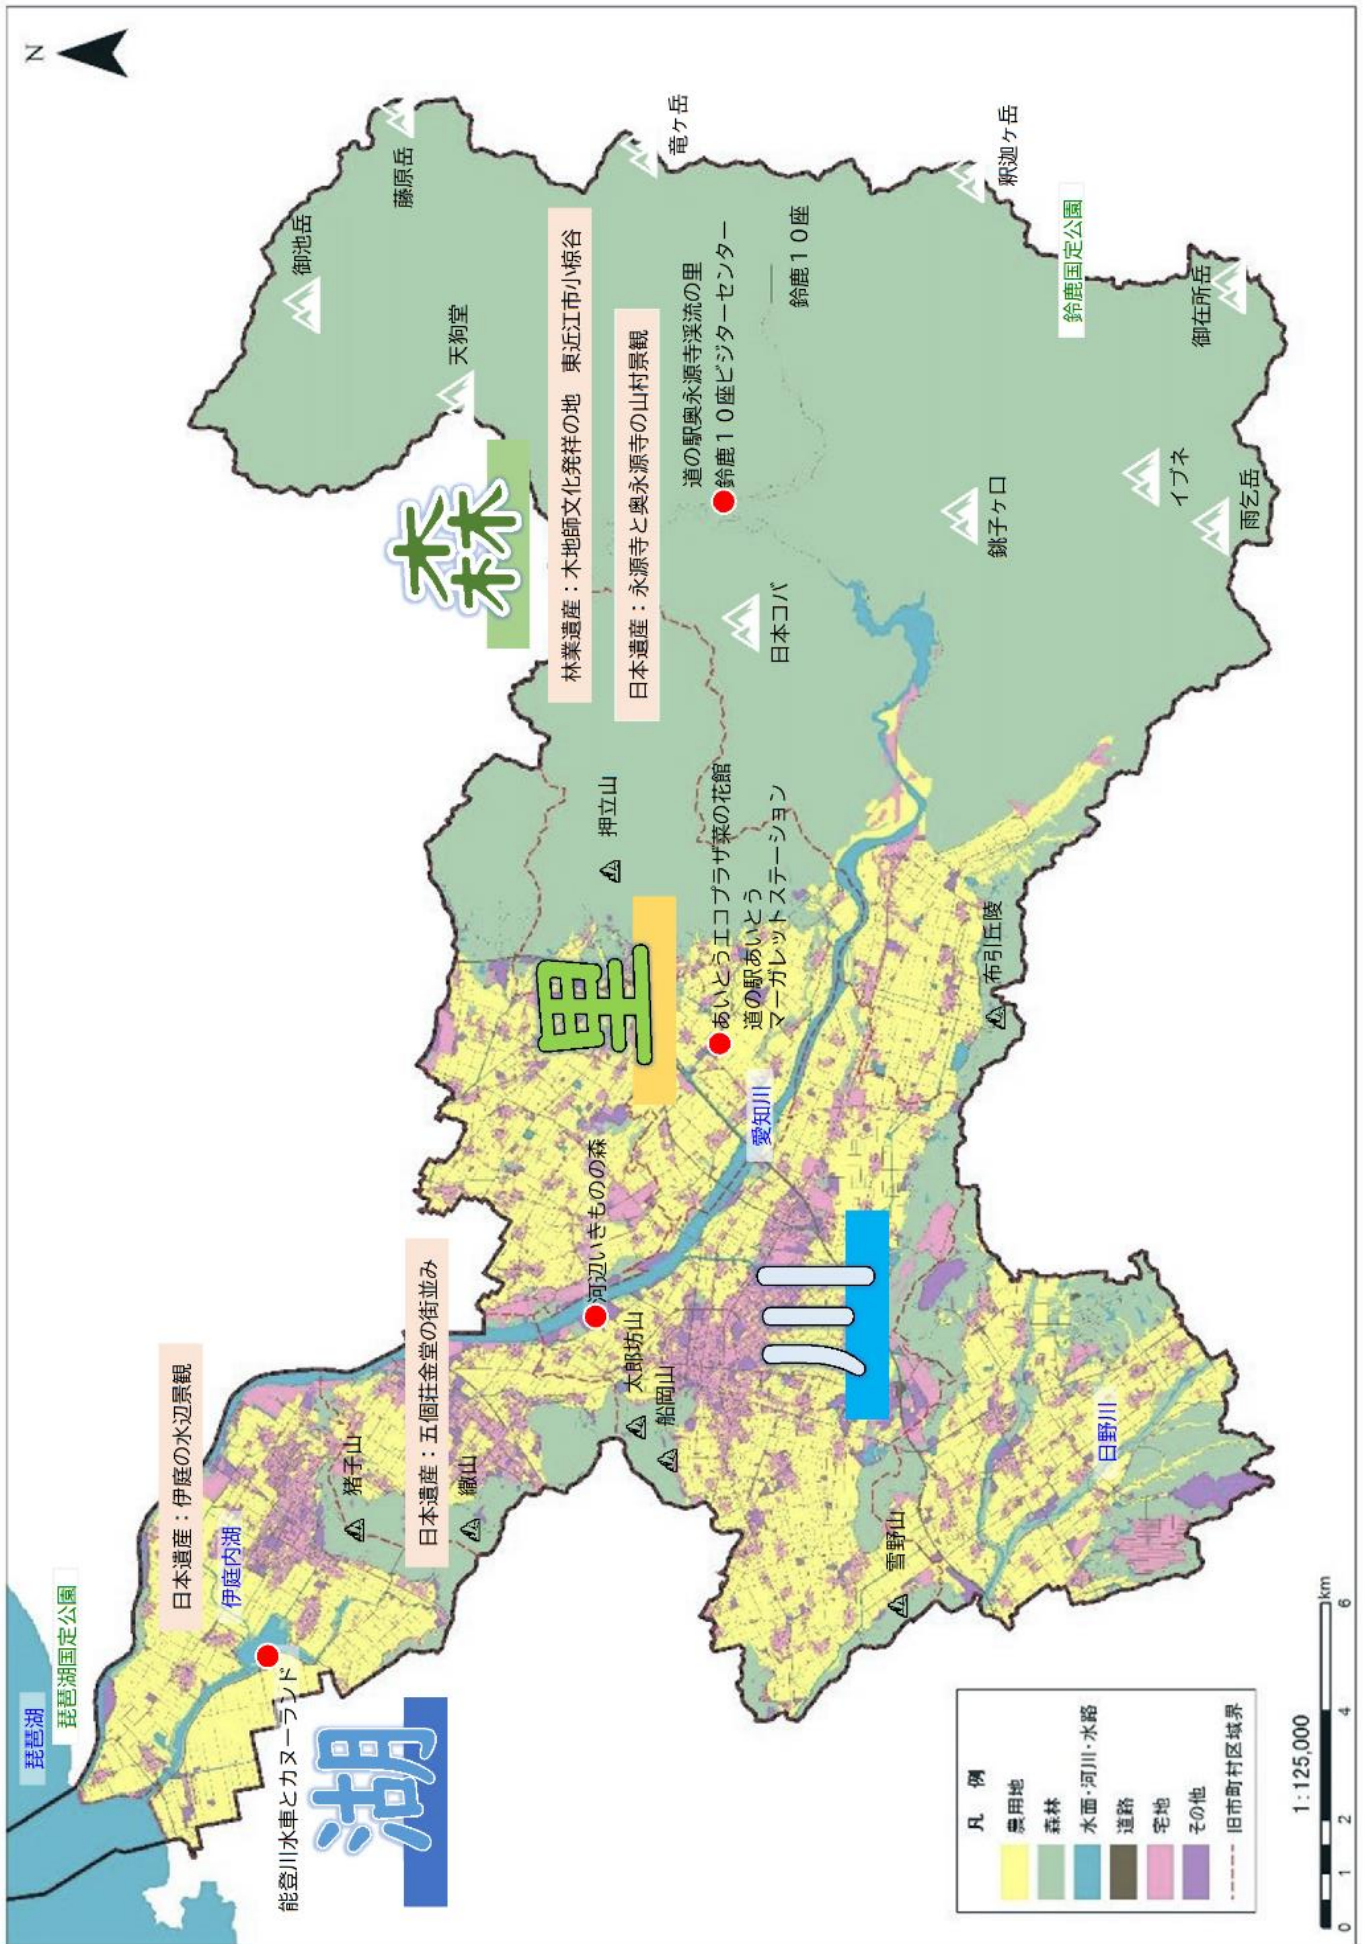 N
琵琶湖
琵琶湖国定公園
日本遺産：伊庭の水辺景観
伊庭内湖
能登川水車とカヌーランド
湖
猪子山
日本遺産：五個荘金堂の街並み
繖山
河辺いきものの森
太郎坊山
船岡山
川
雪野山
日野川
愛知川
里
あいとうエコプラザ菜の花館
道の駅あいとう
マーガレットステーション
押立山
布引丘陵
森
林業遺産：木地師文化発祥の地　東近江市小椋谷
日本遺産：永源寺と奥永源寺の山村景観
道の駅奥永源寺渓流の里
鈴鹿１０座ビジターセンター
鈴鹿１０座
御池岳
藤原岳
天狗堂
竜ヶ岳
釈迦ヶ岳
鈴鹿国定公園
御在所岳
日本コバ
銚子ヶ口
イブネ
雨乞岳
凡 例
農用地
森林
水面・河川・水路
道路
宅地
その他
旧市町村区域界
1:125,000
0 1 2 4 6
km